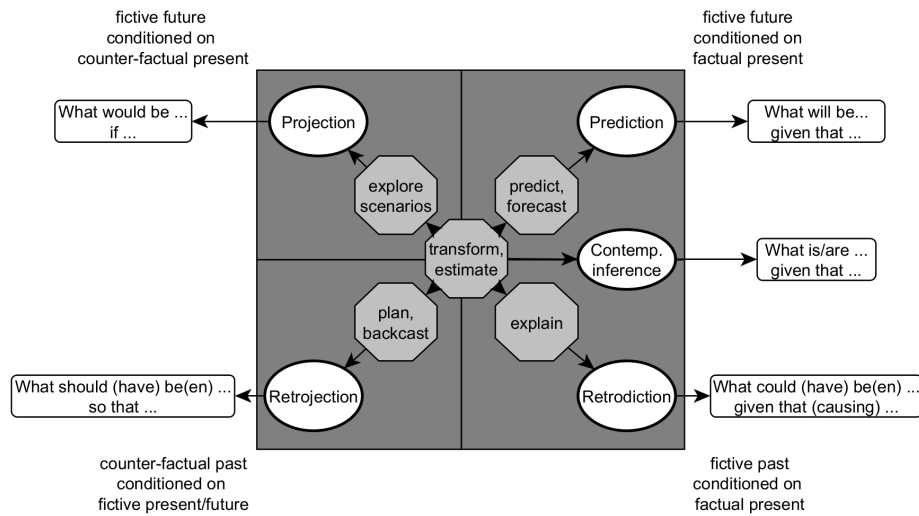 fictive future
conditioned on
counter-factual present
fictive future
conditioned on
factual present
What would be ...
if ...
Projection
Prediction
What will be...
given that ...
explore
scenarios
predict,
forecast
transform,
estimate
Contemp.
inference
What is/are ...
given that ...
plan,
backcast
explain
What should (have) be(en) ...
so that ...
Retrojection
Retrodiction
What could (have) be(en) ...
given that (causing) ...
counter-factual past
conditioned on
fictive present/future
fictive past
conditioned on
factual present